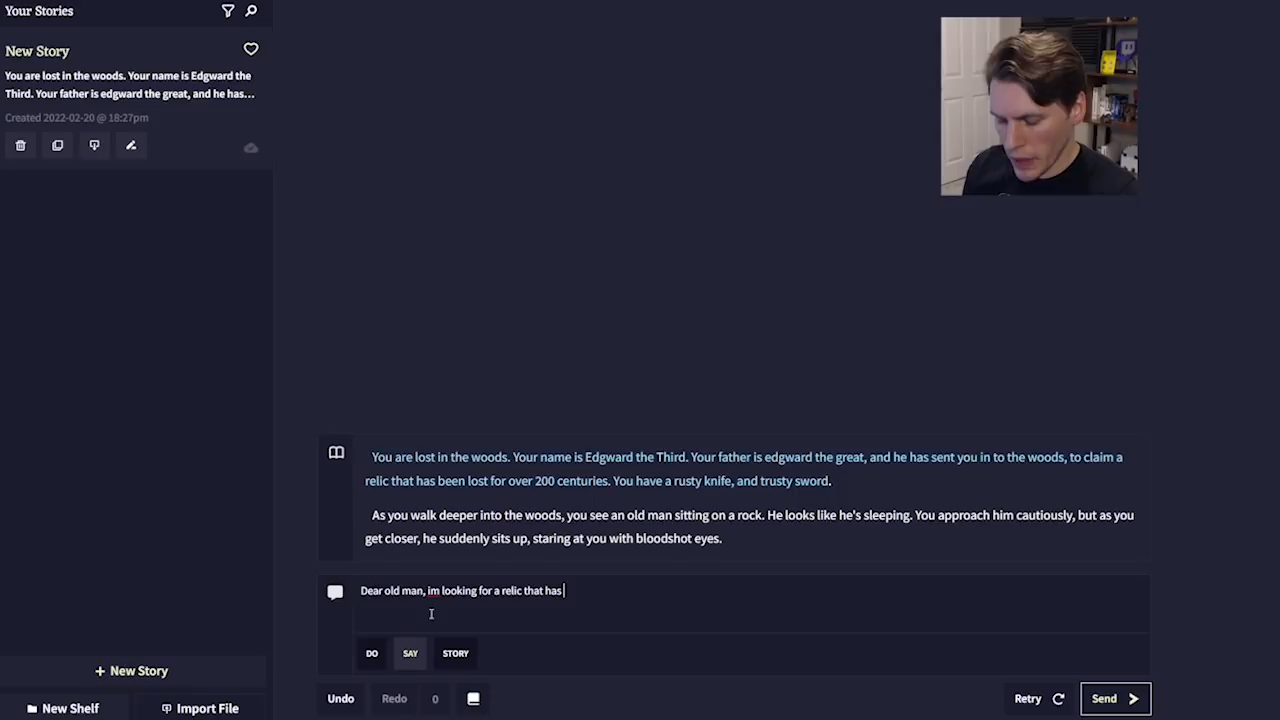 Your Stories
New Story
You are lost in the woods. Your name is Edgward the
Third. Your father is edgward the great, and he has...
Created 2022-02-20 @ 18:27pm
+ New Story
New Shelf
Import File
You are lost in the woods. Your name is Edgward the Third. Your father is edgward the great, and he has sent you in to the woods, to claim a
relic that has been lost for over 200 centuries. You have a rusty knife, and trusty sword.
As you walk deeper into the woods, you see an old man sitting on a rock. He looks like he's sleeping. You approach him cautiously, but as you
get closer, he suddenly sits up, staring at you with bloodshot eyes.
Dear old man, im looking for a relic that has
DO SAY STORY
Undo Redo 0 Retry Send